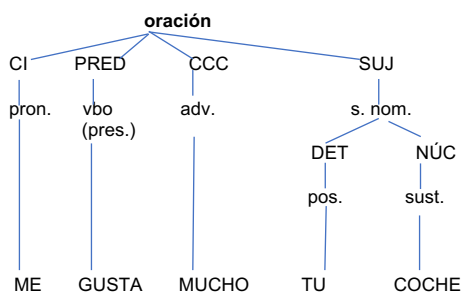 oración
CI PRED CCC SUJ
pron. vbo adv. s. nom.
(pres.)
DET NÚC
pos. sust.
ME GUSTA MUCHO TU COCHE